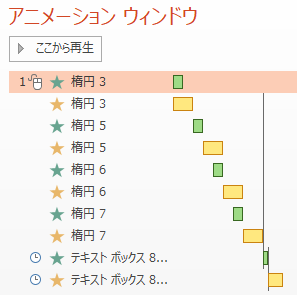 アニメーション ウィンドウ
ここから再生
1 楕円 3
楕円 3
楕円 5
楕円 5
楕円 6
楕円 6
楕円 7
楕円 7
テキスト ボックス 8...
テキスト ボックス 8...